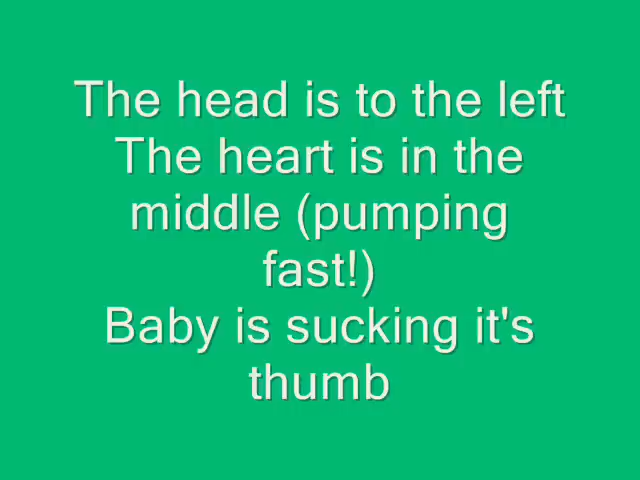 The head is to the left
The heart is in the
middle (pumping
fast!)
Baby is sucking it's
thumb